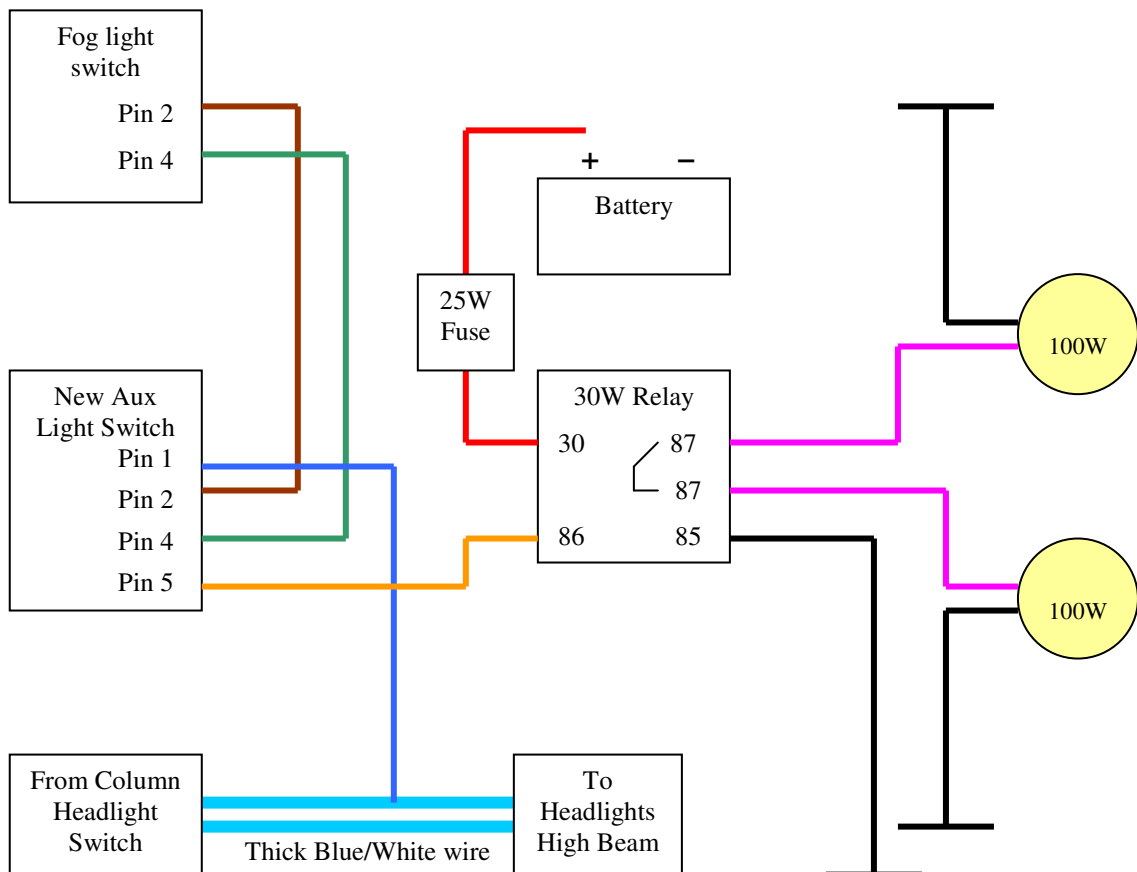 Fog light
switch
Pin 2
Pin 4
+ −
Battery
25W
Fuse
100W
New Aux
Light Switch
Pin 1
Pin 2
Pin 4
Pin 5
30W Relay
30 87
87
86 85
100W
From Column
Headlight
Switch
Thick Blue/White wire
To
Headlights
High Beam